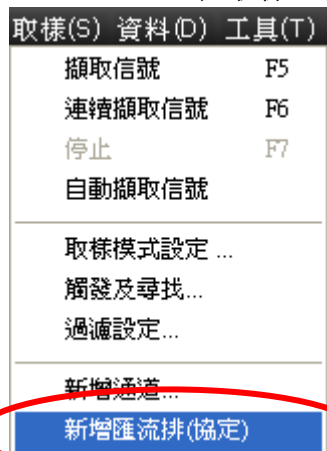 取樣(S) 資料(D) 工具(T)
擷取信號 F5
連續擷取信號 F6
停止 F7
自動擷取信號
取樣模式設定 ...
觸發及尋找...
過濾設定...
新增通道...
新增匯流排(協定)